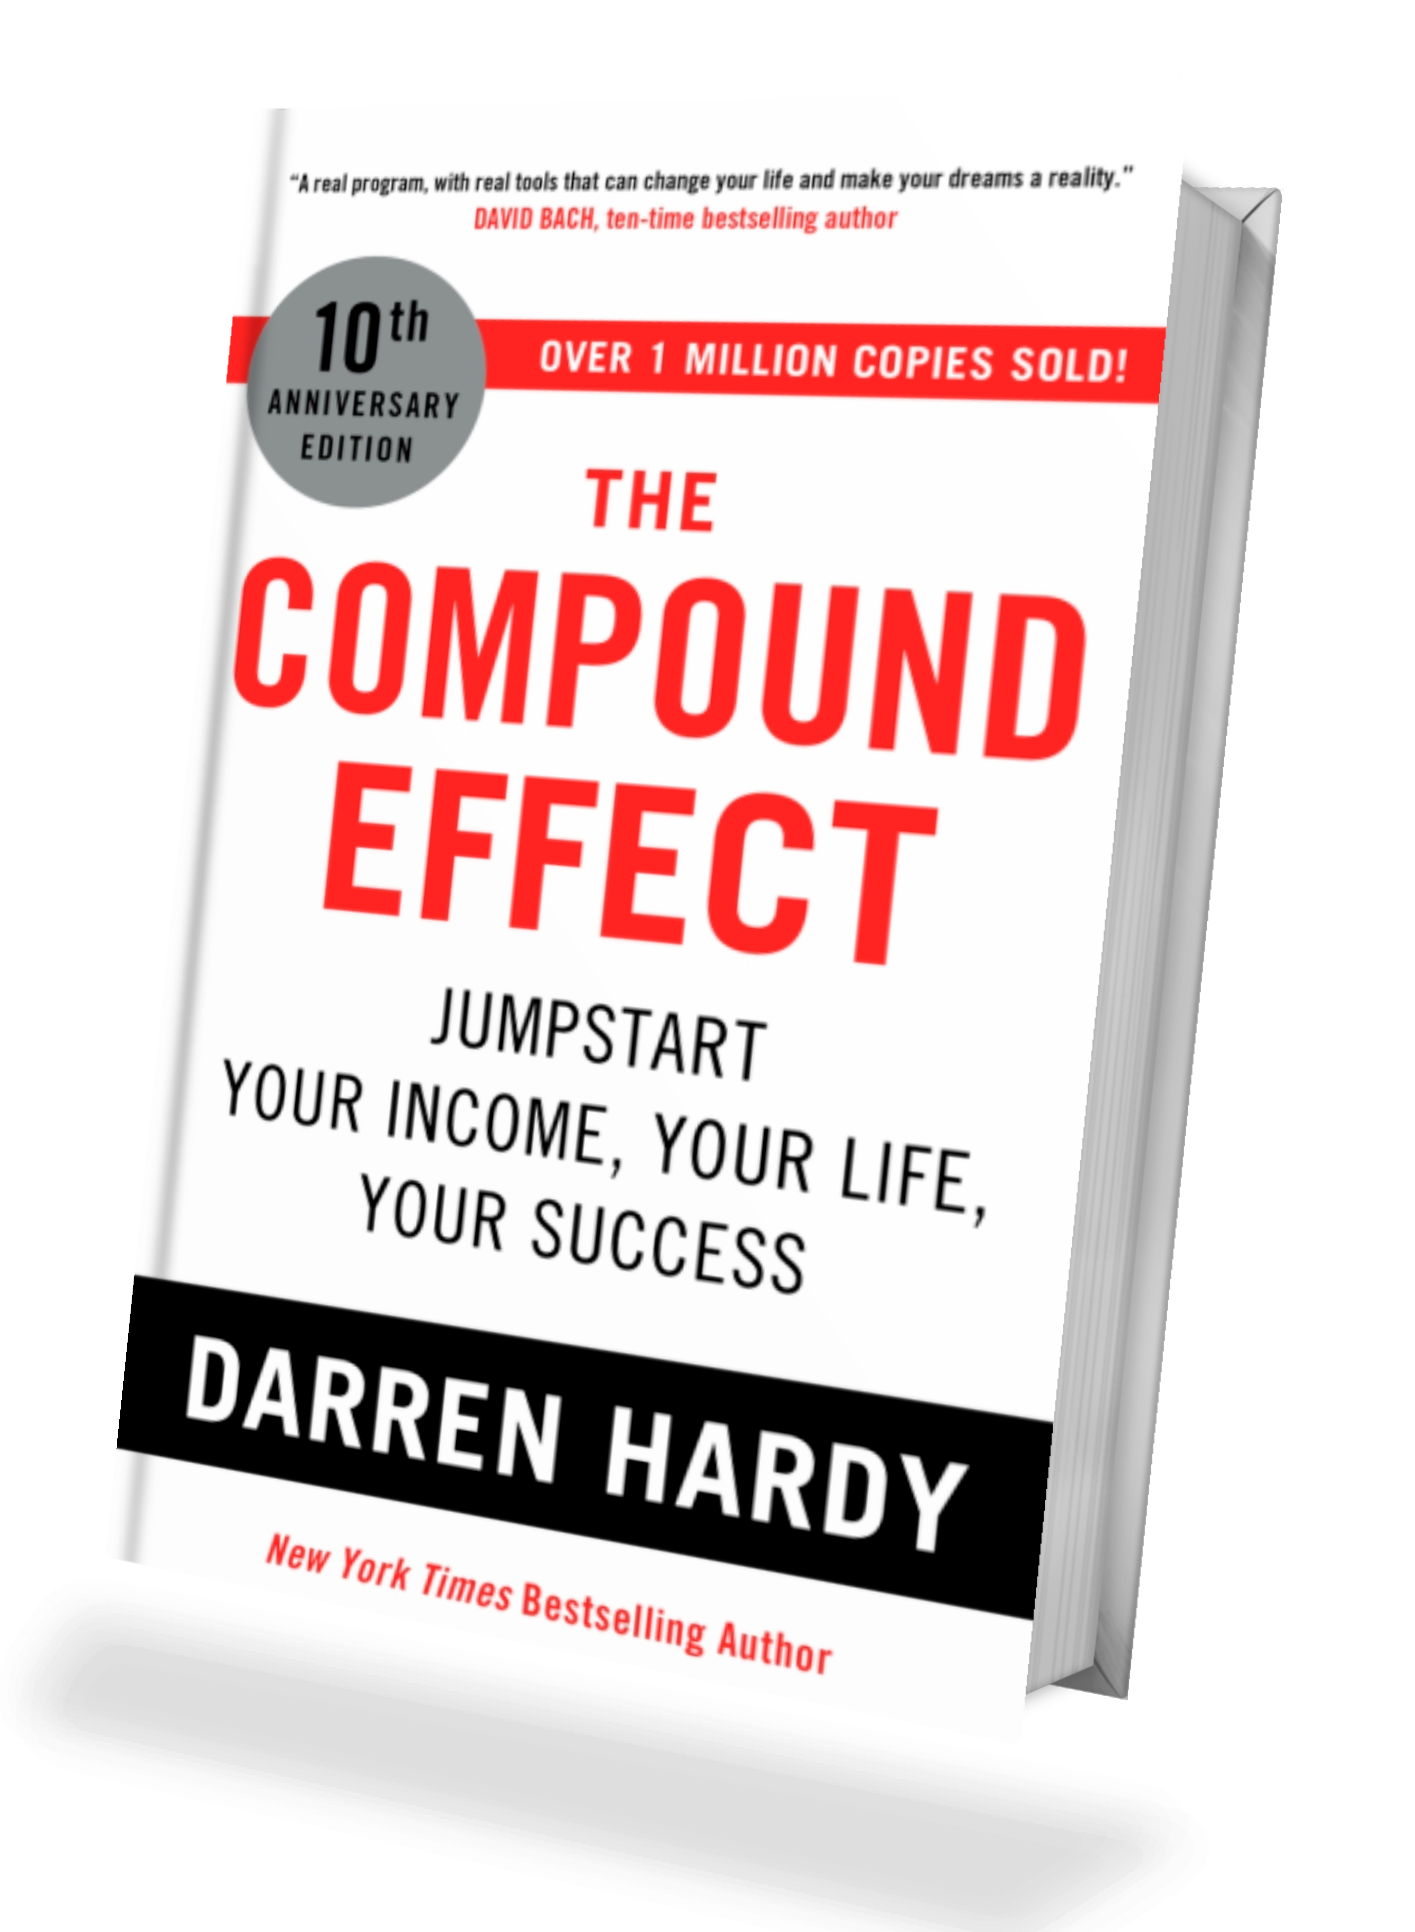 “A real program, with real tools that can change your life and make your dreams a reality.”
DAVID BACH, ten-time bestselling author
10th
ANNIVERSARY
EDITION
OVER 1 MILLION COPIES SOLD!
THE
COMPOUND
EFFECT
JUMPSTART
YOUR INCOME, YOUR LIFE,
YOUR SUCCESS
DARREN HARDY
New York Times Bestselling Author